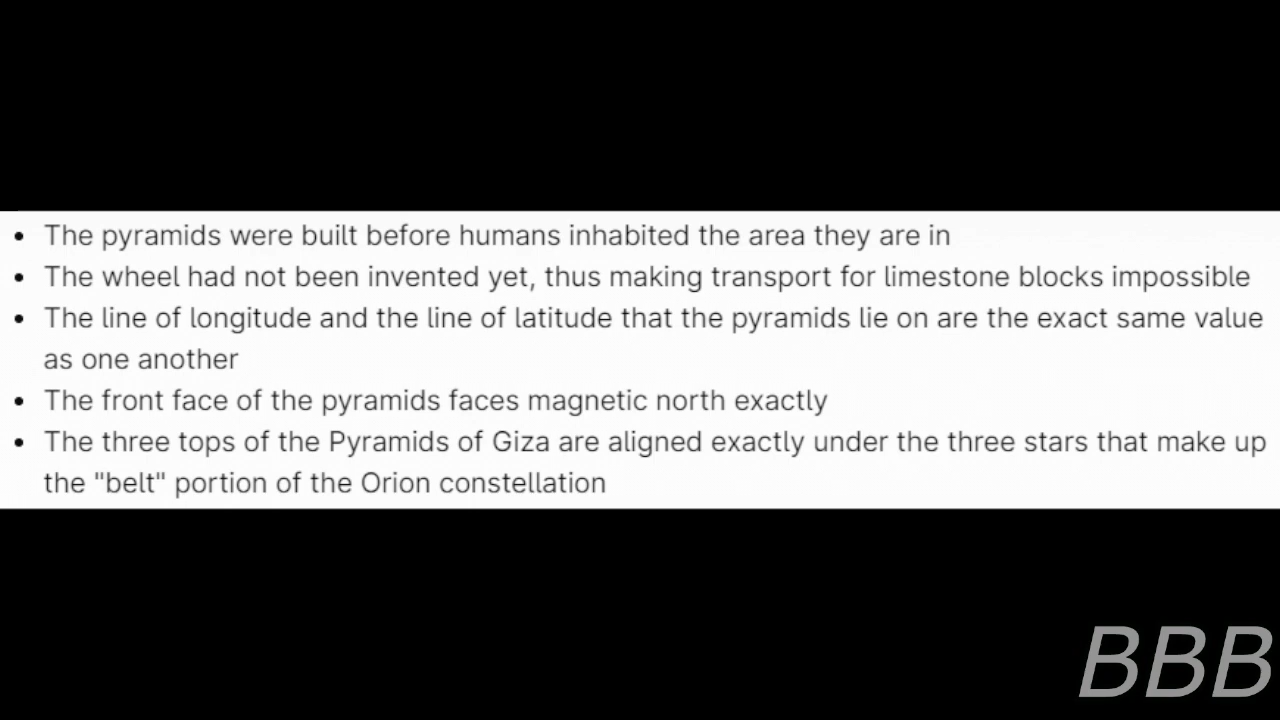 • The pyramids were built before humans inhabited the area they are in
• The wheel had not been invented yet, thus making transport for limestone blocks impossible
• The line of longitude and the line of latitude that the pyramids lie on are the exact same value
as one another
• The front face of the pyramids faces magnetic north exactly
• The three tops of the Pyramids of Giza are aligned exactly under the three stars that make up
the "belt" portion of the Orion constellation
BBB